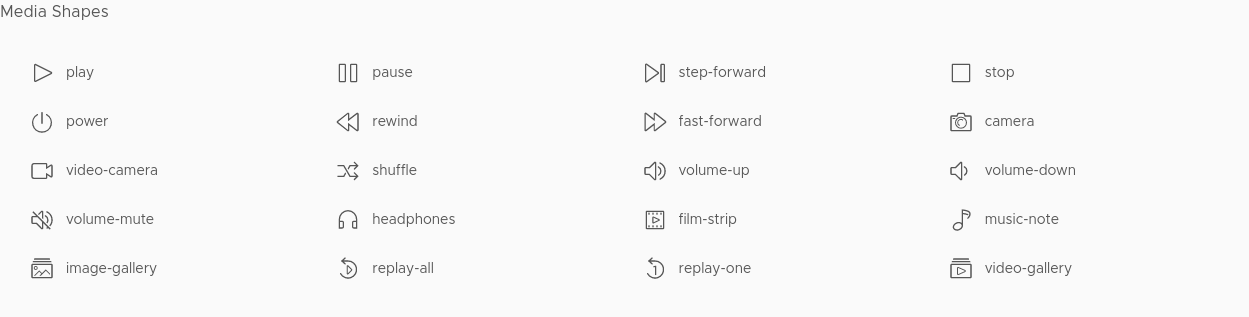 Media Shapes
play pause step-forward stop
power rewind fast-forward camera
video-camera shuffle volume-up volume-down
volume-mute headphones film-strip music-note
image-gallery replay-all replay-one video-gallery